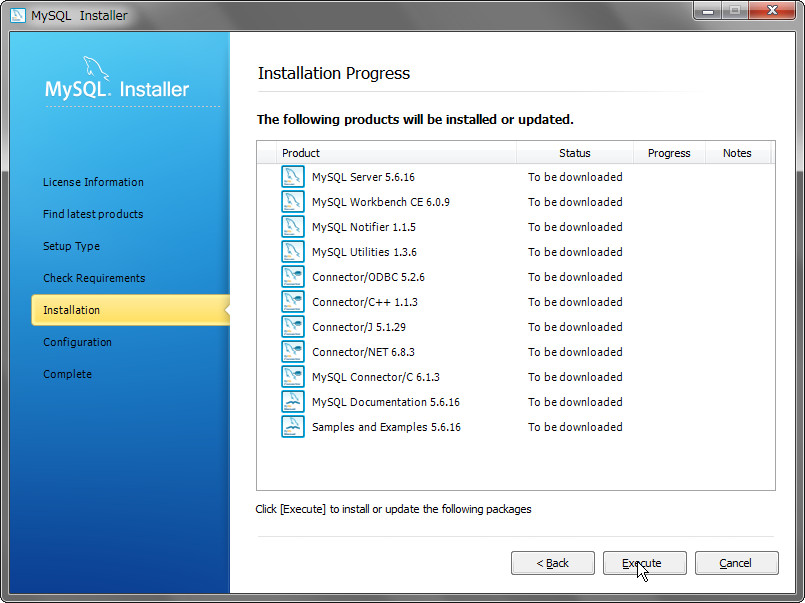 MySQL Installer
MySQL. Installer
License Information
Find latest products
Setup Type
Check Requirements
Installation
Configuration
Complete
Installation Progress
The following products will be installed or updated.
Product Status Progress Notes
MySQL Server 5.6.16 To be downloaded
MySQL Workbench CE 6.0.9 To be downloaded
MySQL Notifier 1.1.5 To be downloaded
MySQL Utilities 1.3.6 To be downloaded
Connector/ODBC 5.2.6 To be downloaded
Connector/C++ 1.1.3 To be downloaded
Connector/J 5.1.29 To be downloaded
Connector/NET 6.8.3 To be downloaded
MySQL Connector/C 6.1.3 To be downloaded
MySQL Documentation 5.6.16 To be downloaded
Samples and Examples 5.6.16 To be downloaded
Click [Execute] to install or update the following packages
< Back Execute Cancel